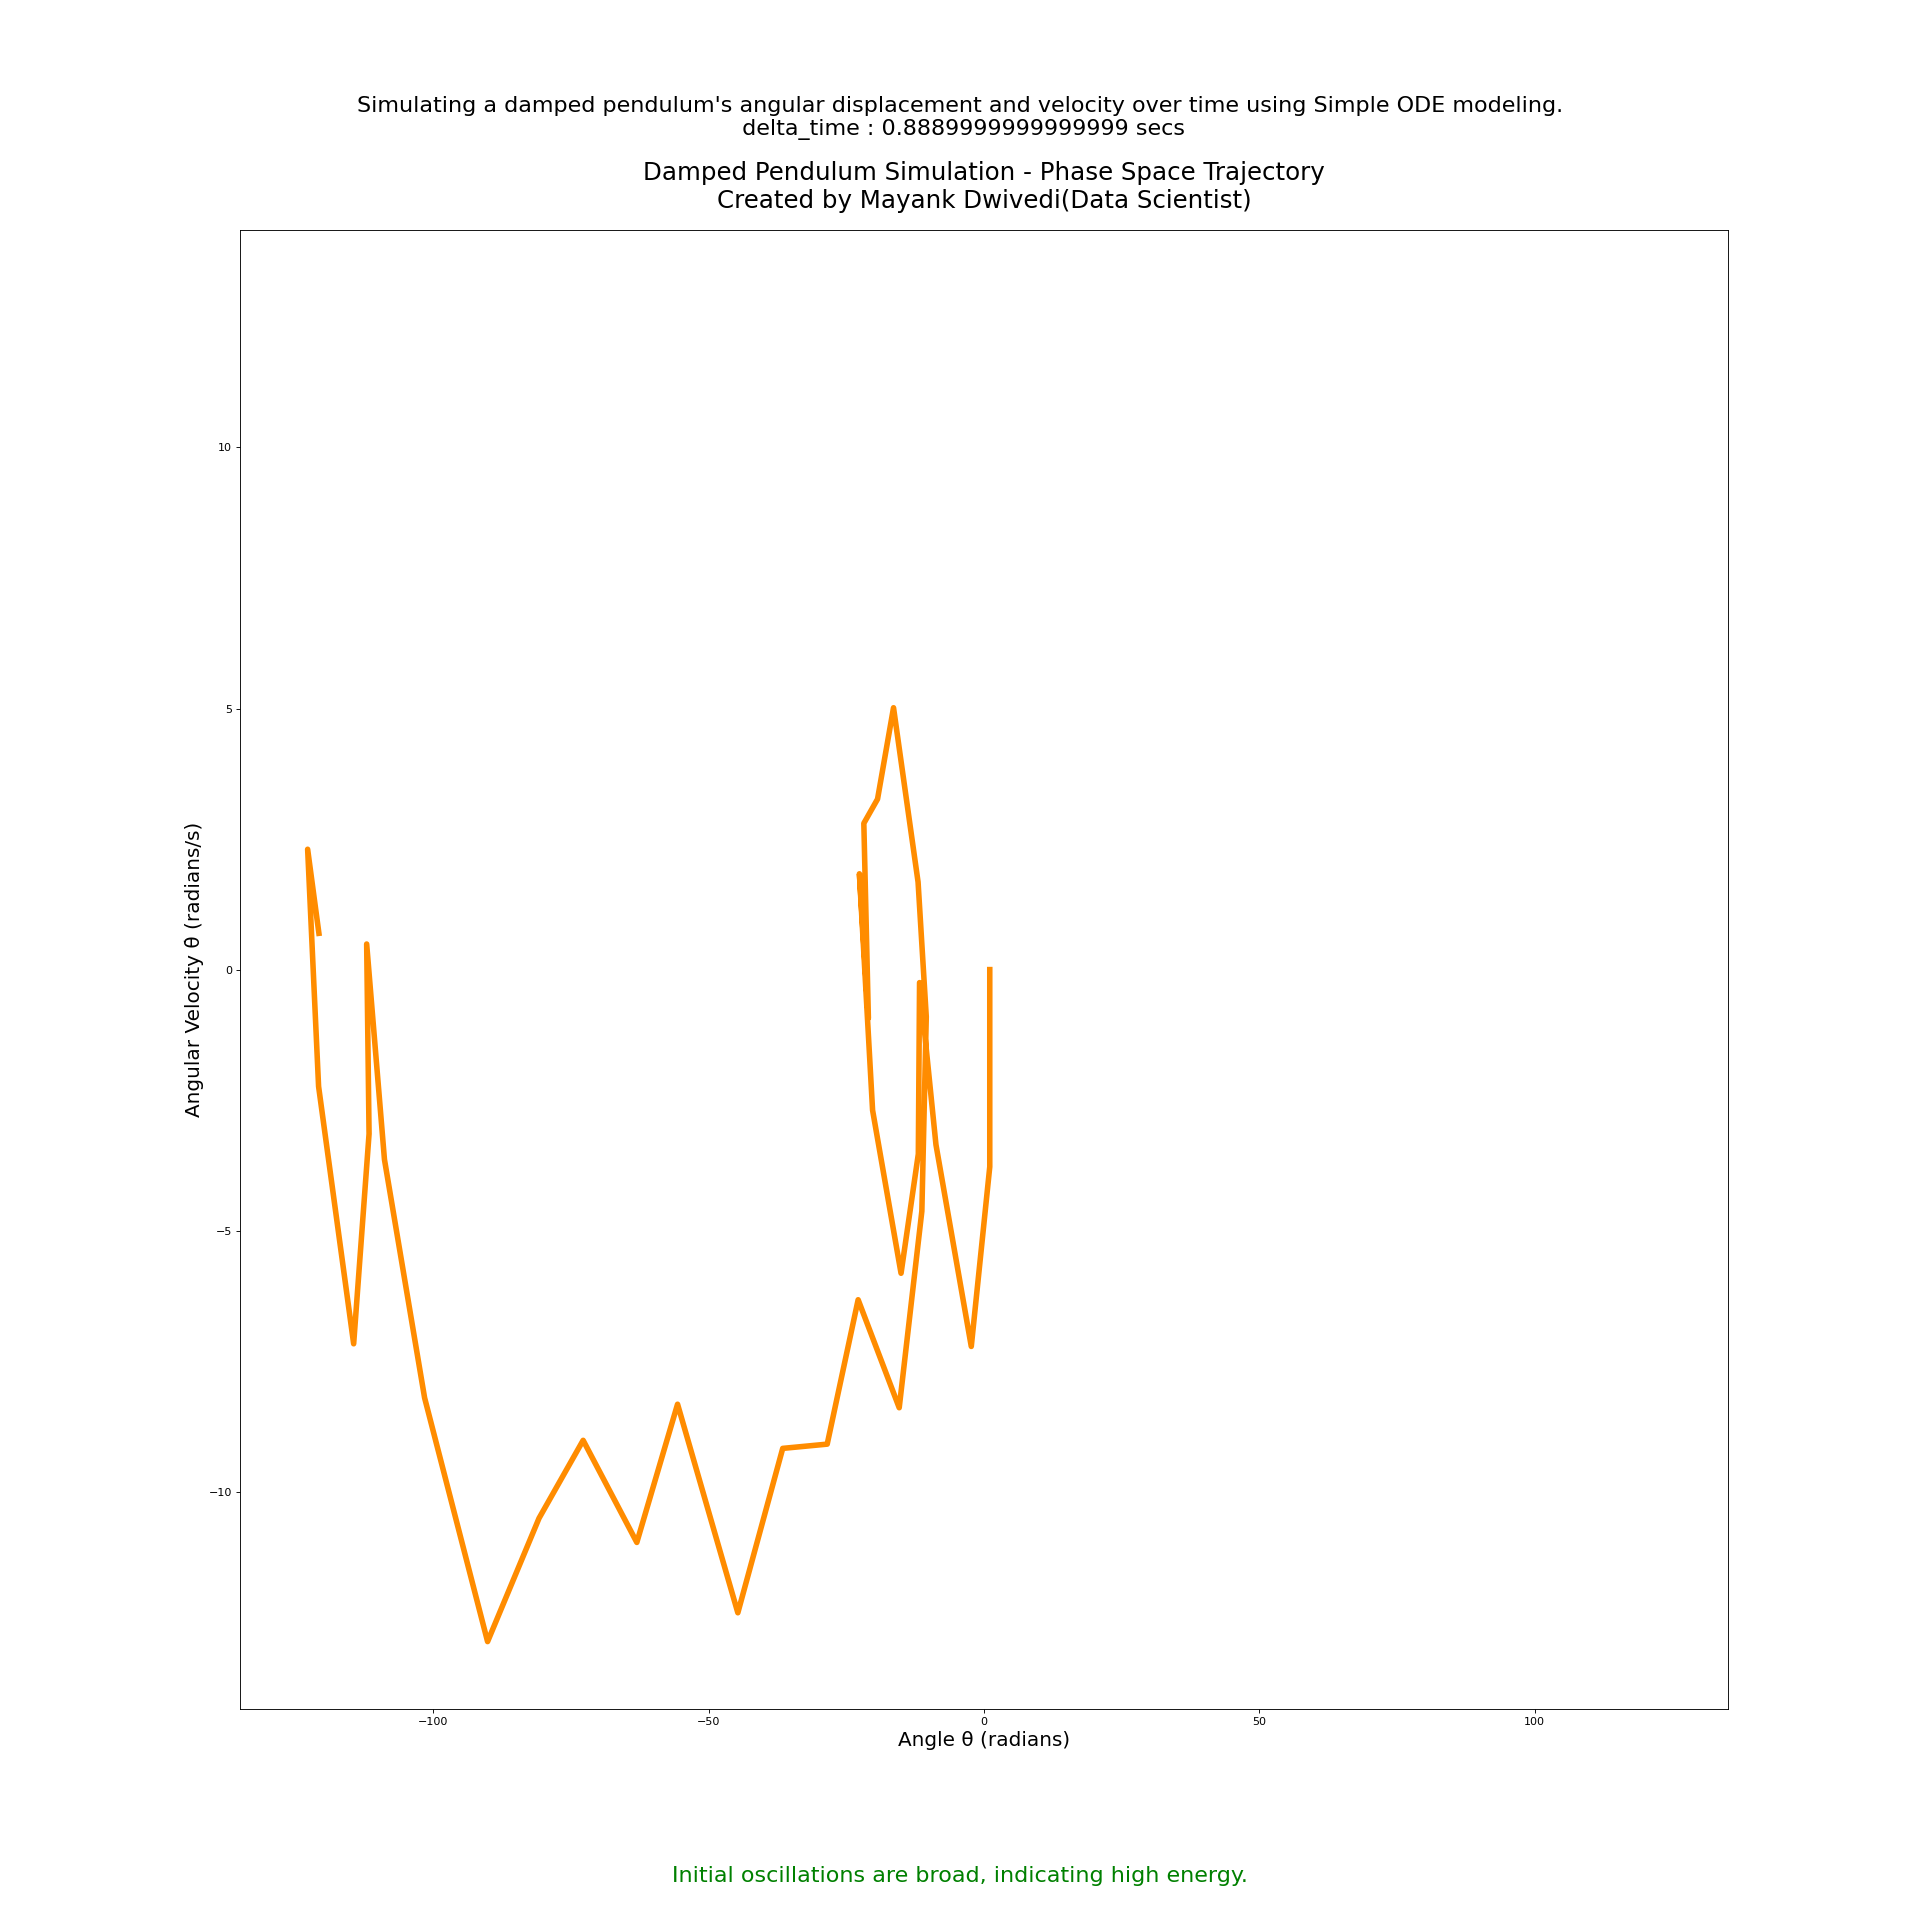 Simulating a damped pendulum's angular displacement and velocity over time using Simple ODE modeling.
delta_time : 0.8889999999999999 secs
Damped Pendulum Simulation - Phase Space Trajectory
Created by Mayank Dwivedi(Data Scientist)
10
5
0
−5
−10
Angular Velocity θ (radians/s)
−100
−50
0
50
100
Angle θ (radians)
Initial oscillations are broad, indicating high energy.